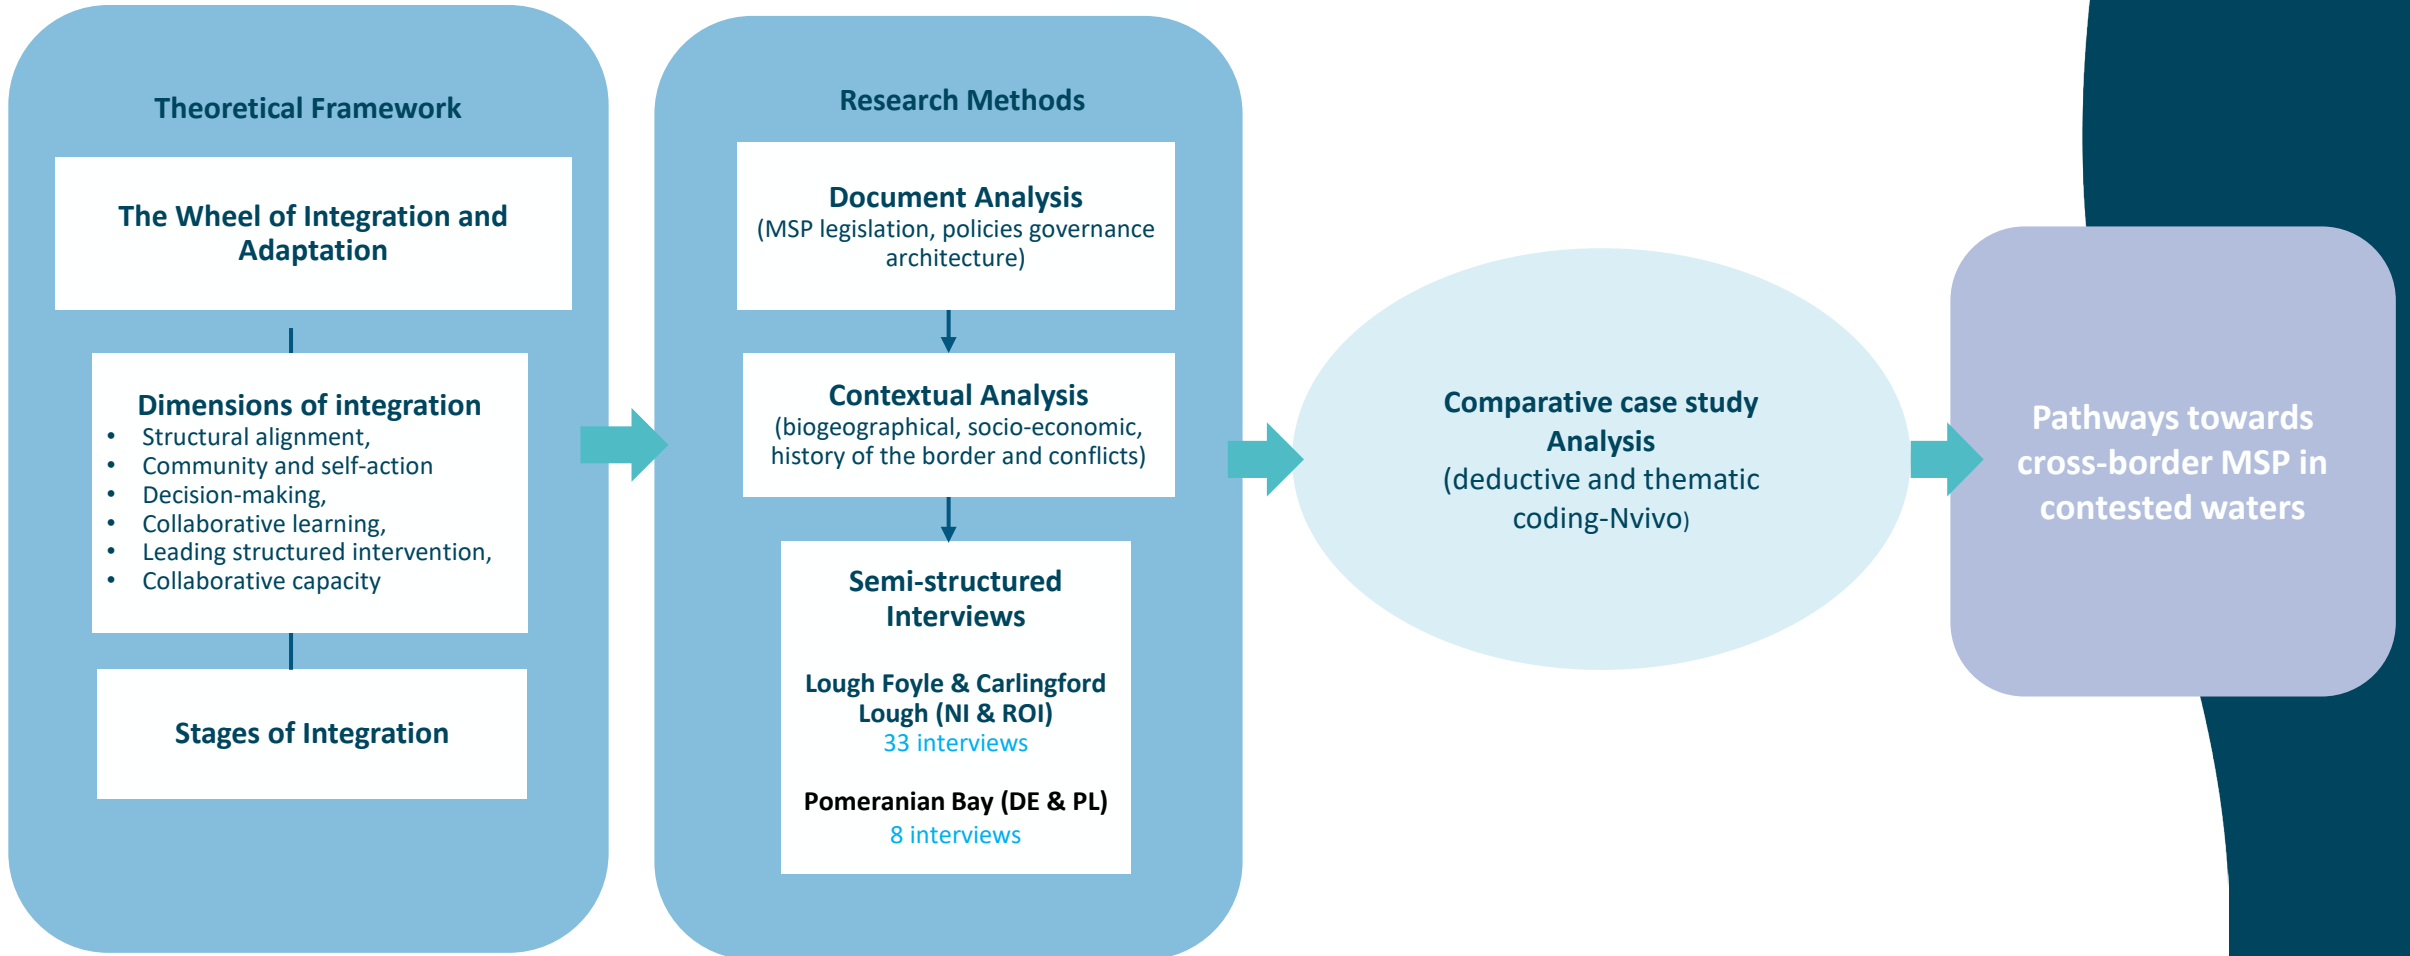 Theoretical Framework
The Wheel of Integration and
Adaptation
Dimensions of integration
• Structural alignment,
• Community and self-action
• Decision-making,
• Collaborative learning,
• Leading structured intervention,
• Collaborative capacity
Stages of Integration
Research Methods
Document Analysis
(MSP legislation, policies governance
architecture)
Contextual Analysis
(biogeographical, socio-economic,
history of the border and conflicts)
Semi-structured
Interviews
Lough Foyle & Carlingford
Lough (NI & ROI)
33 interviews
Pomeranian Bay (DE & PL)
8 interviews
Comparative case study
Analysis
(deductive and thematic
coding-Nvivo)
Pathways towards
cross-border MSP in
contested waters